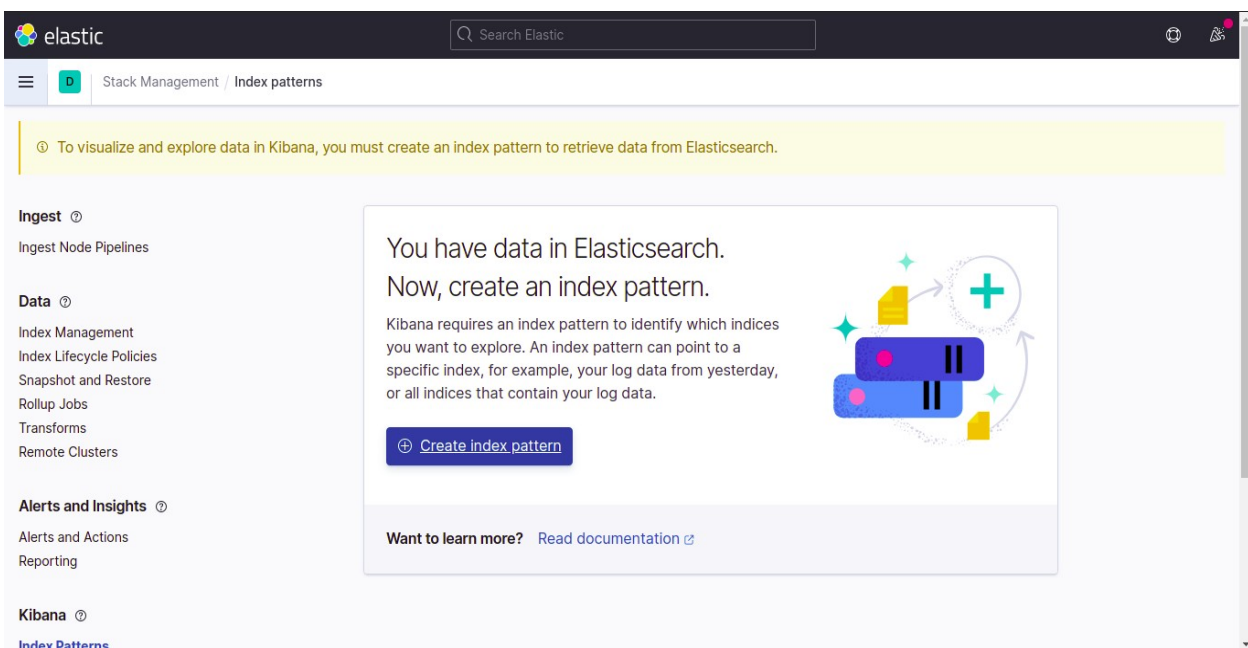 elastic
Search Elastic
D
Stack Management / Index patterns
To visualize and explore data in Kibana, you must create an index pattern to retrieve data from Elasticsearch.
Ingest
Ingest Node Pipelines
Data
Index Management
Index Lifecycle Policies
Snapshot and Restore
Rollup Jobs
Transforms
Remote Clusters
Alerts and Insights
Alerts and Actions
Reporting
Kibana
Index Patterns
You have data in Elasticsearch.
Now, create an index pattern.
Kibana requires an index pattern to identify which indices
you want to explore. An index pattern can point to a
specific index, for example, your log data from yesterday,
or all indices that contain your log data.
Create index pattern
Want to learn more? Read documentation